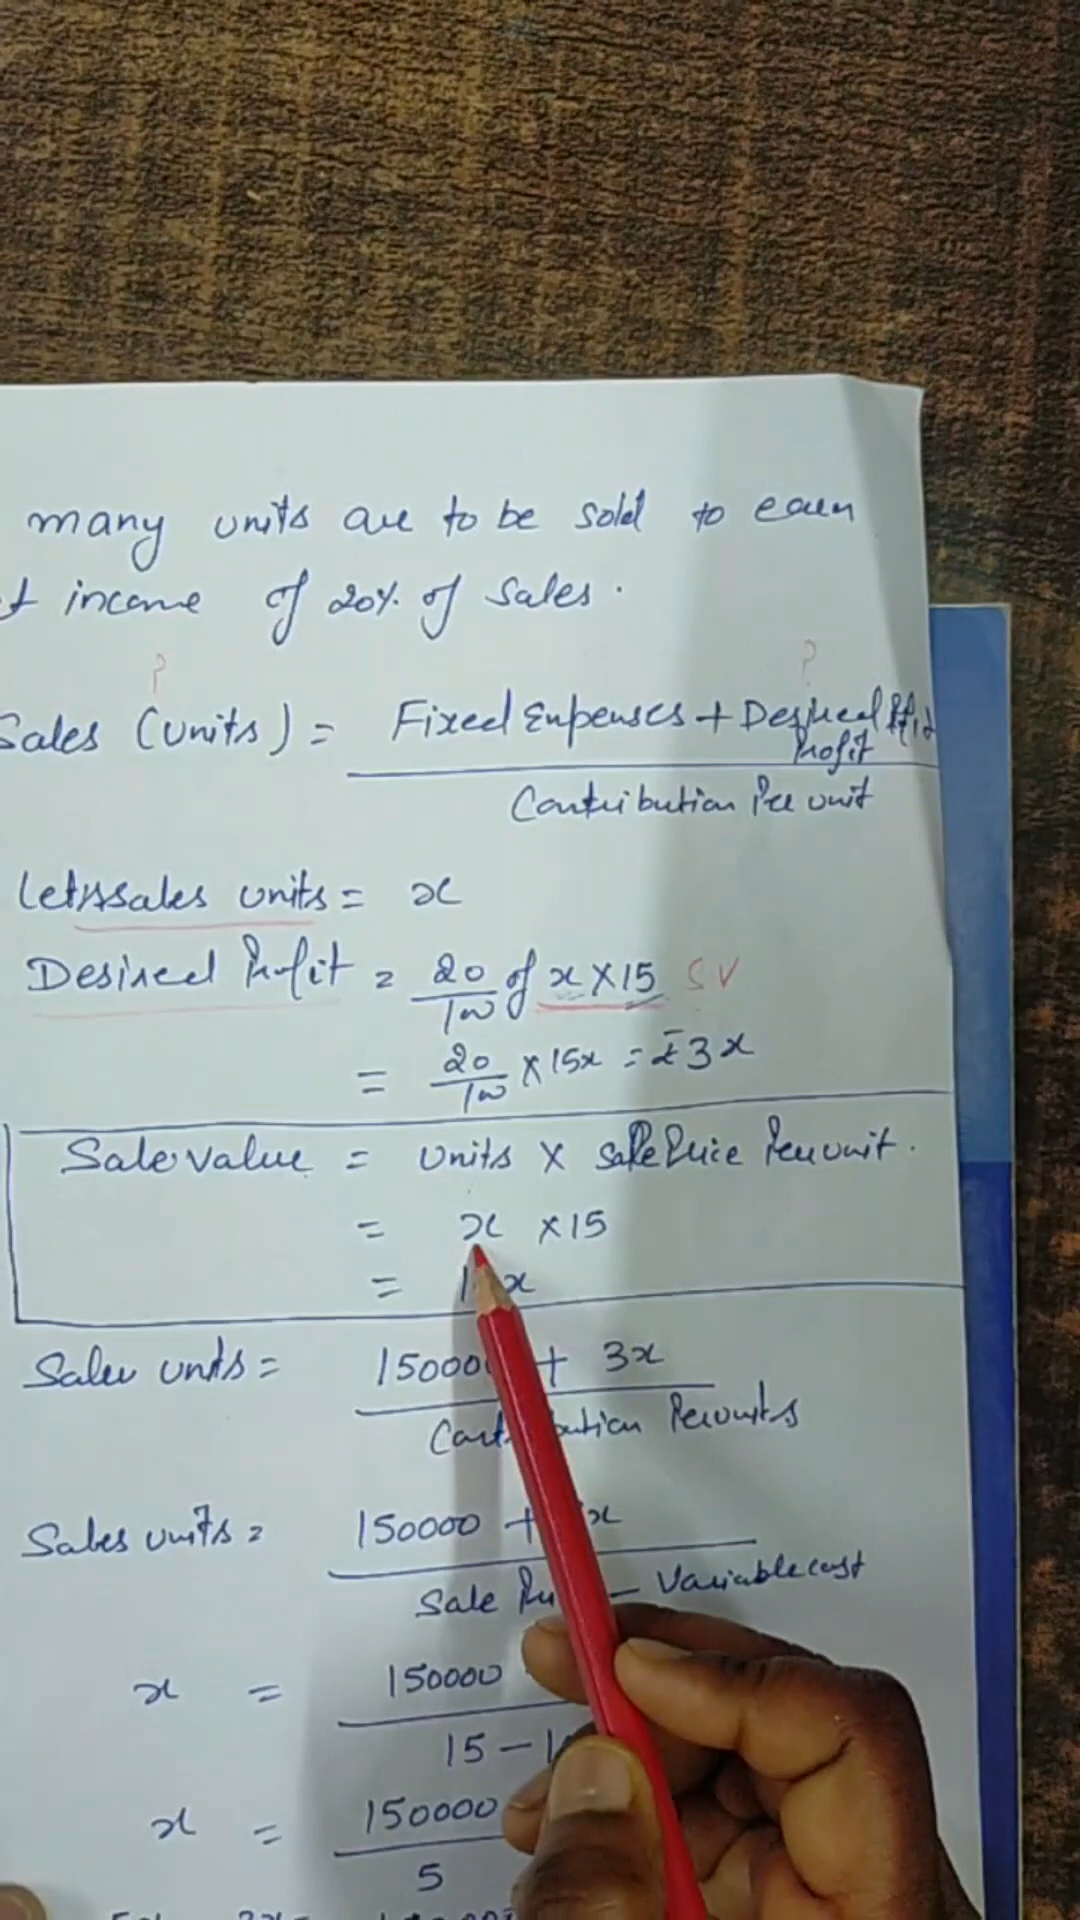 many units are to be sold to earn
income of 20% of Sales.
? ?
Sales (Units) = Fixed Expenses + Desired
Profit
Contribution Per unit
Let sales units = x
Desired Profit = 20/100 of x × 15 SV
= 20/100 × 15x = ₹3x
Sale value = Units × Sale Price Per unit.
= x × 15
= x
Sales units = 15000 + 3x
Per units
Sales units = 150000 + x
Sale – Variable cost
x = 150000
15 –
x = 150000
5